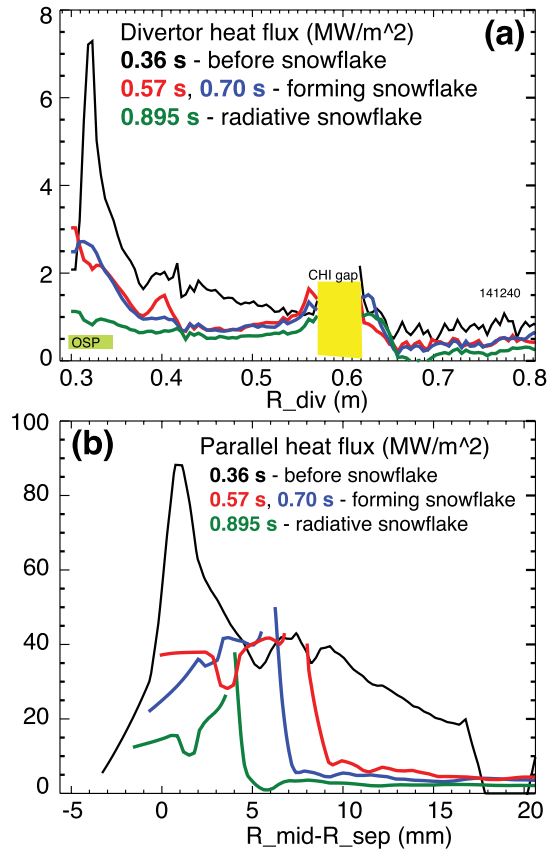 8
6
4
2
0
(a)
Divertor heat flux (MW/m^2)
0.36 s - before snowflake
0.57 s, 0.70 s - forming snowflake
0.895 s - radiative snowflake
CHI gap
141240
OSP
0.3 0.4 0.5 0.6 0.7 0.8
R_div (m)
100
80
60
40
20
0
(b)
Parallel heat flux (MW/m^2)
0.36 s - before snowflake
0.57 s, 0.70 s - forming snowflake
0.895 s - radiative snowflake
-5 0 5 10 15 20
R_mid-R_sep (mm)